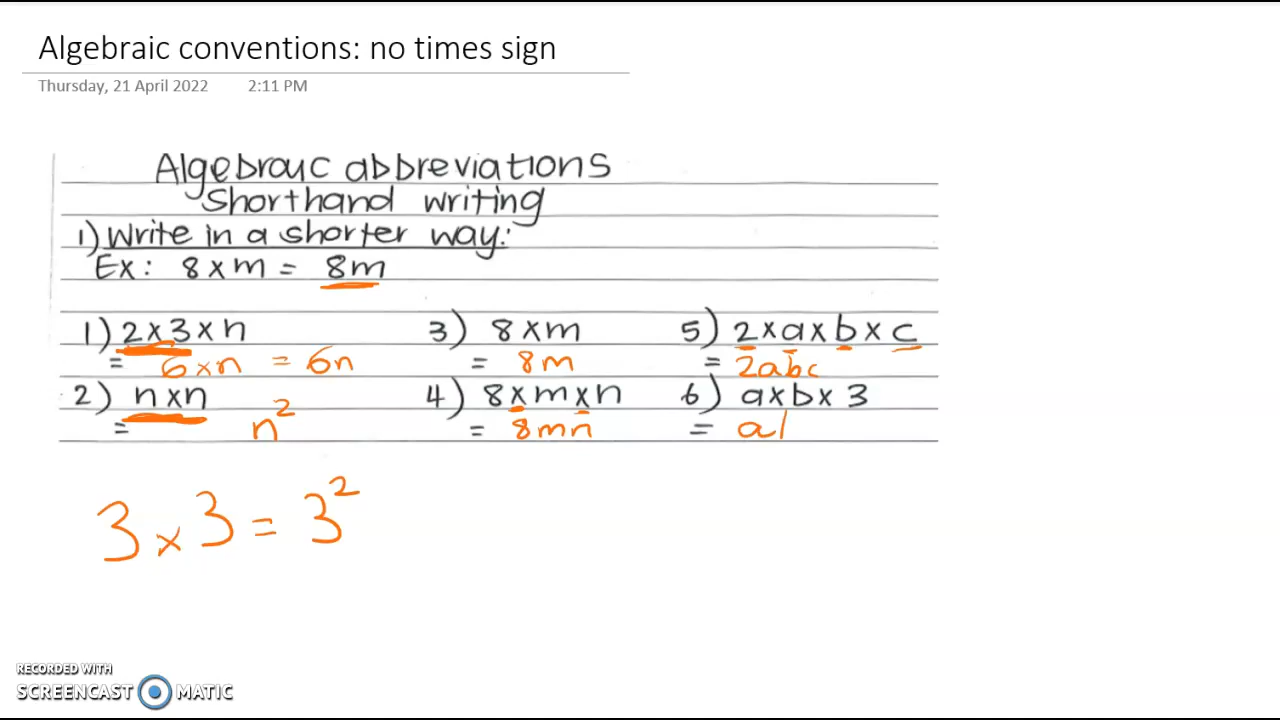 Algebraic conventions: no times sign
Thursday, 21 April 2022 2:11 PM
Algebraic abbreviations
Shorthand writing
1) Write in a shorter way:
Ex: 8 x m = 8m
1) 2 x 3 x n 3) 8 x m 5) 2 x a x b x c
= 6 x n = 6n = 8m = 2abc
2) n x n 4) 8 x m x n 6) a x b x 3
= n² = 8mn = al
3 x 3 = 3²
RECORDED WITH
SCREENCAST MATIC